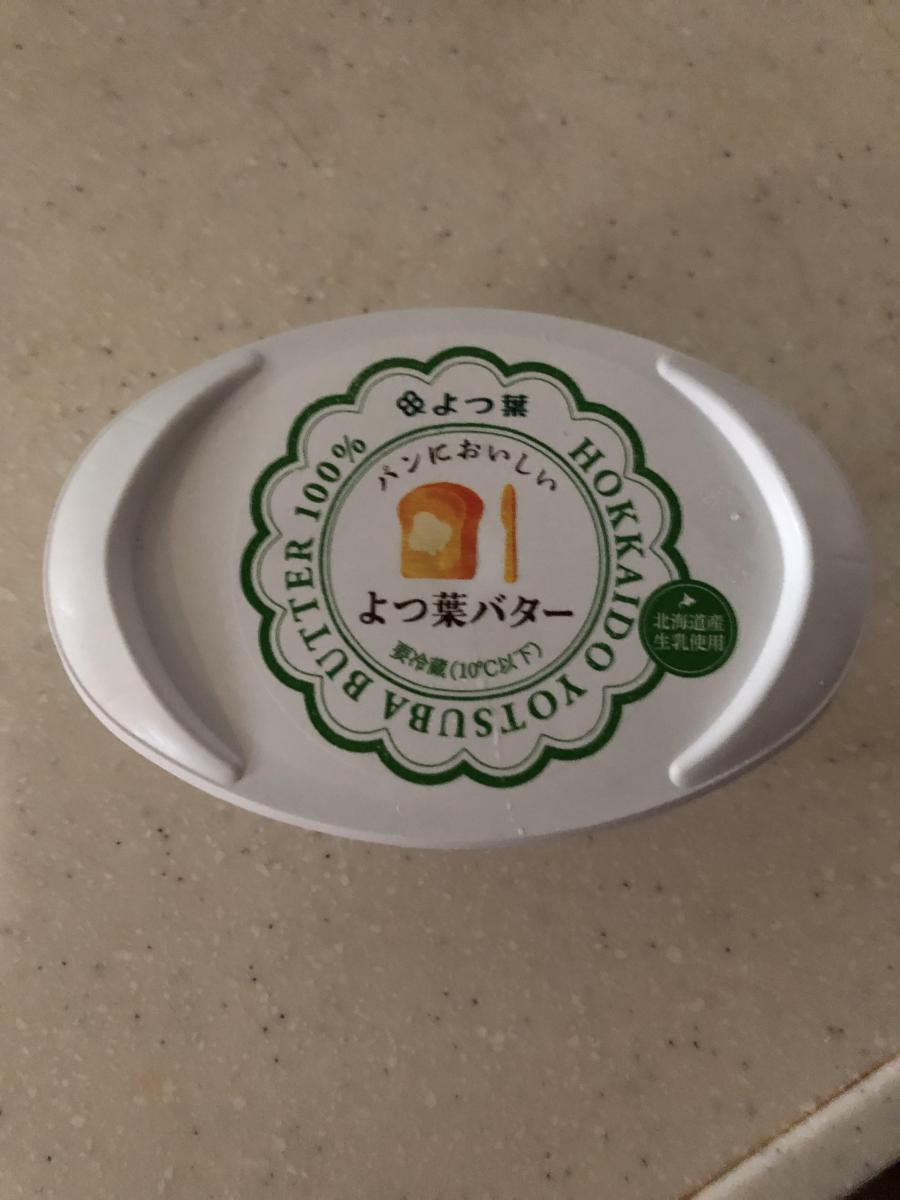 よつ葉
HOKKAIDO YOTSUBA BUTTER 100%
パンにおいしい
よつ葉バター
要冷蔵(10℃以下)
北海道産
生乳使用